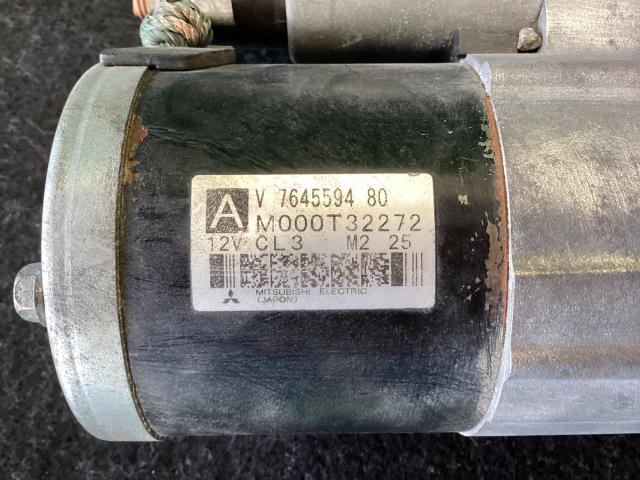 A V 7645594 80
M000T32272
12V CL3 M2 25
MITSUBISHI ELECTRIC
(JAPON)